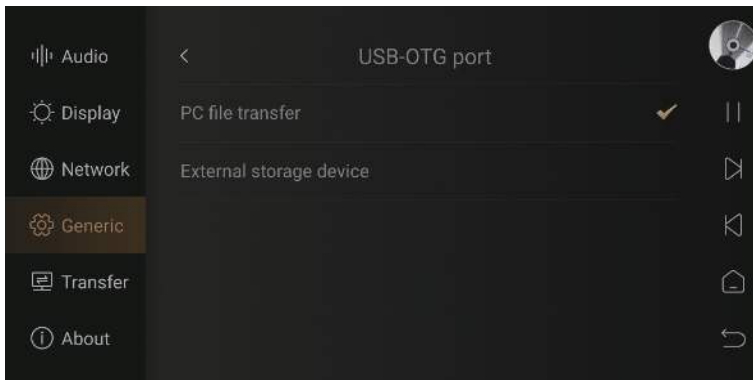 Audio
Display
Network
Generic
Transfer
About
USB-OTG port
PC file transfer
External storage device